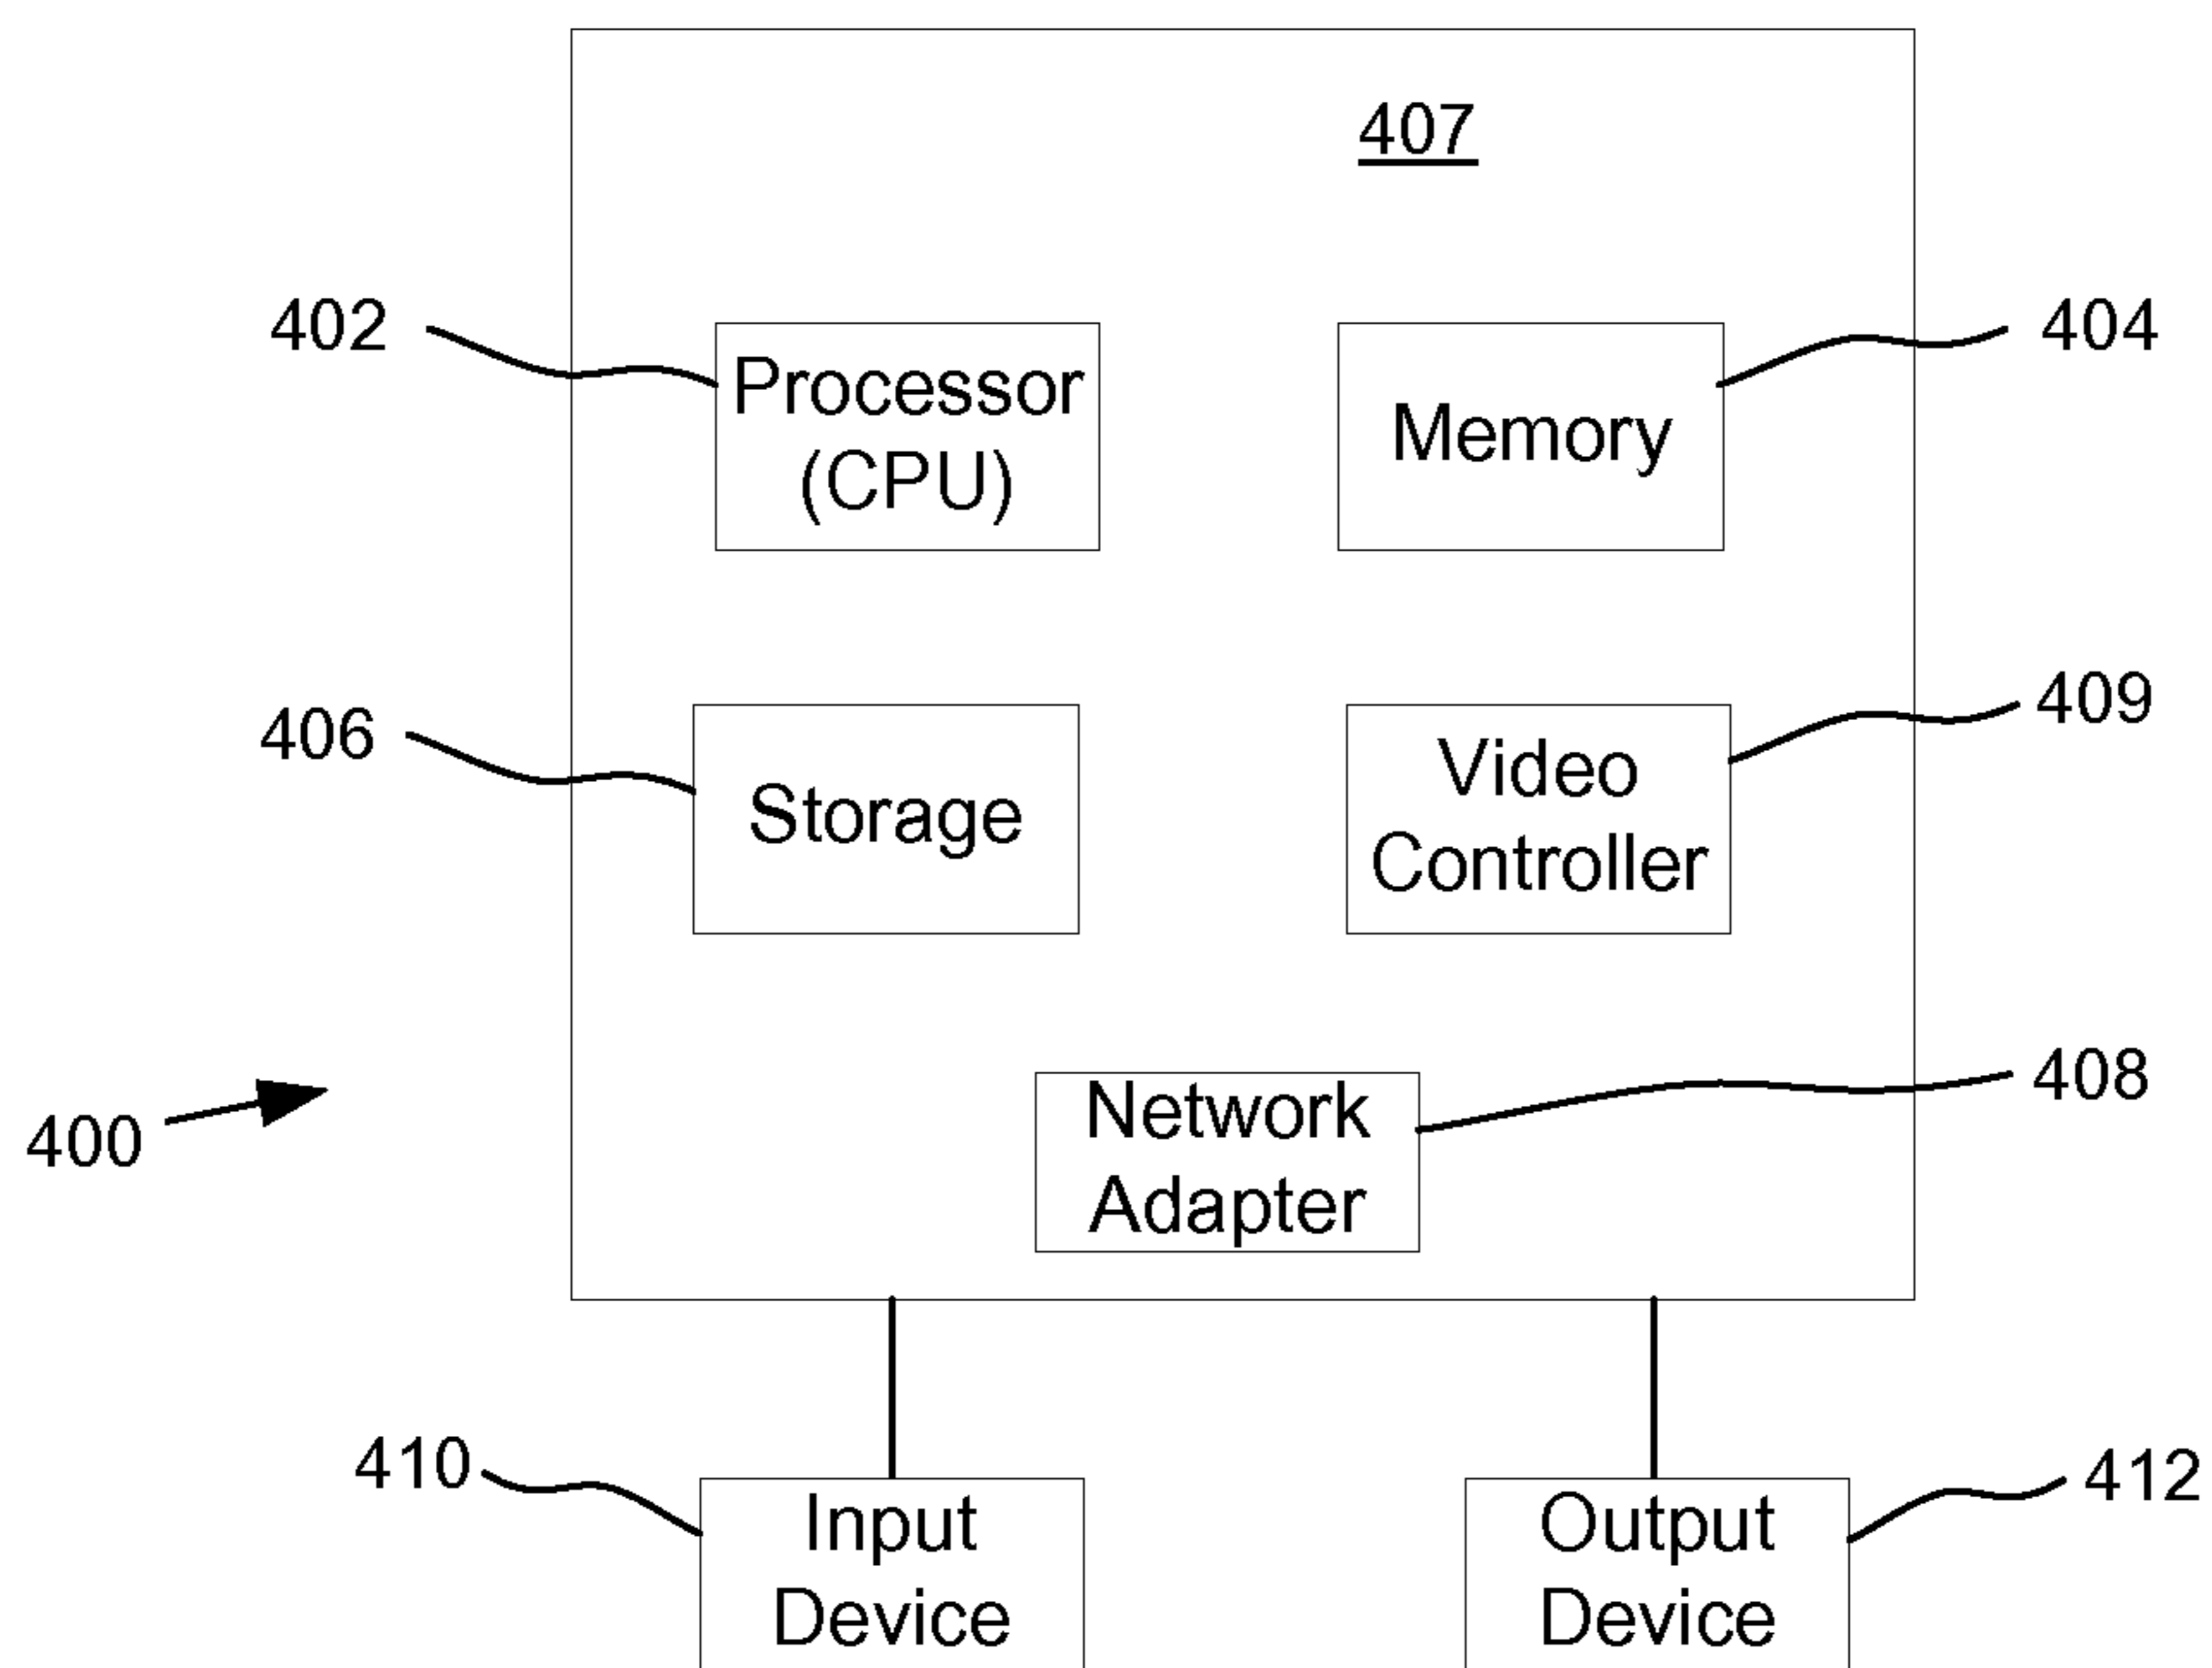 407
402
Processor
(CPU)
Memory
404
406
Storage
Video
Controller
409
400
Network
Adapter
408
410
Input
Device
Output
Device
412